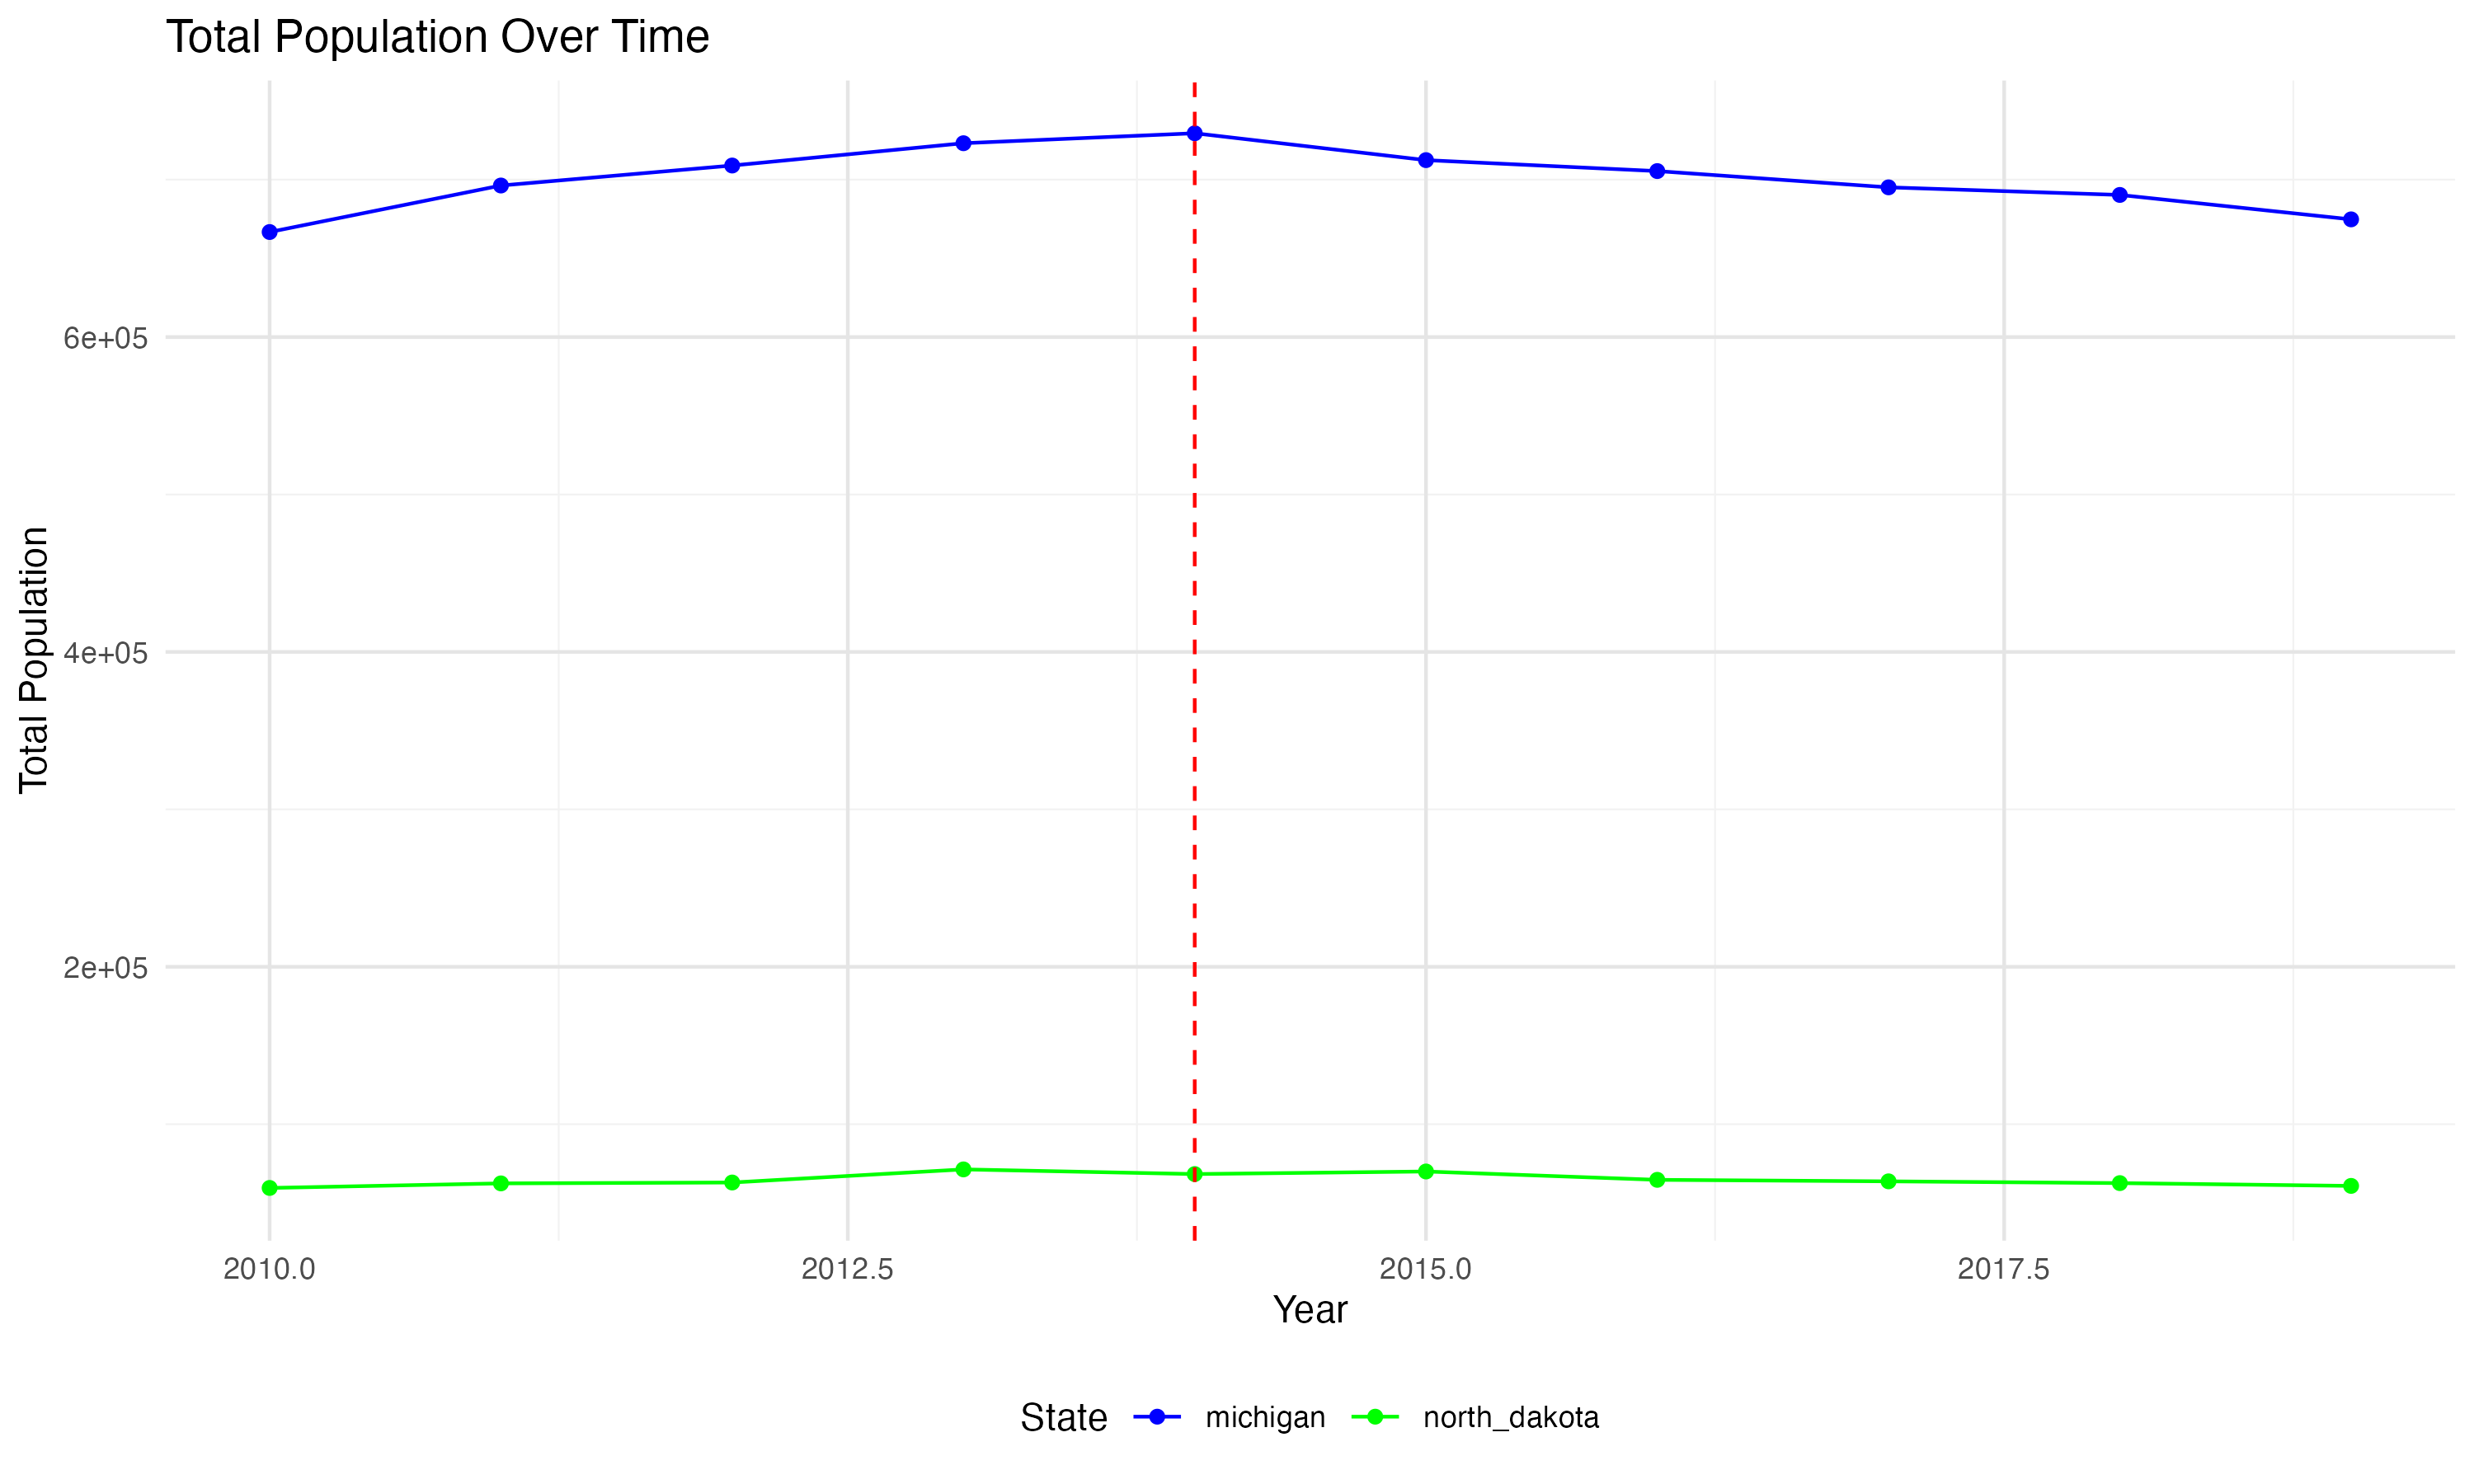 Total Population Over Time
Total Population
6e+05
4e+05
2e+05
2010.0 2012.5 2015.0 2017.5
Year
State michigan north_dakota